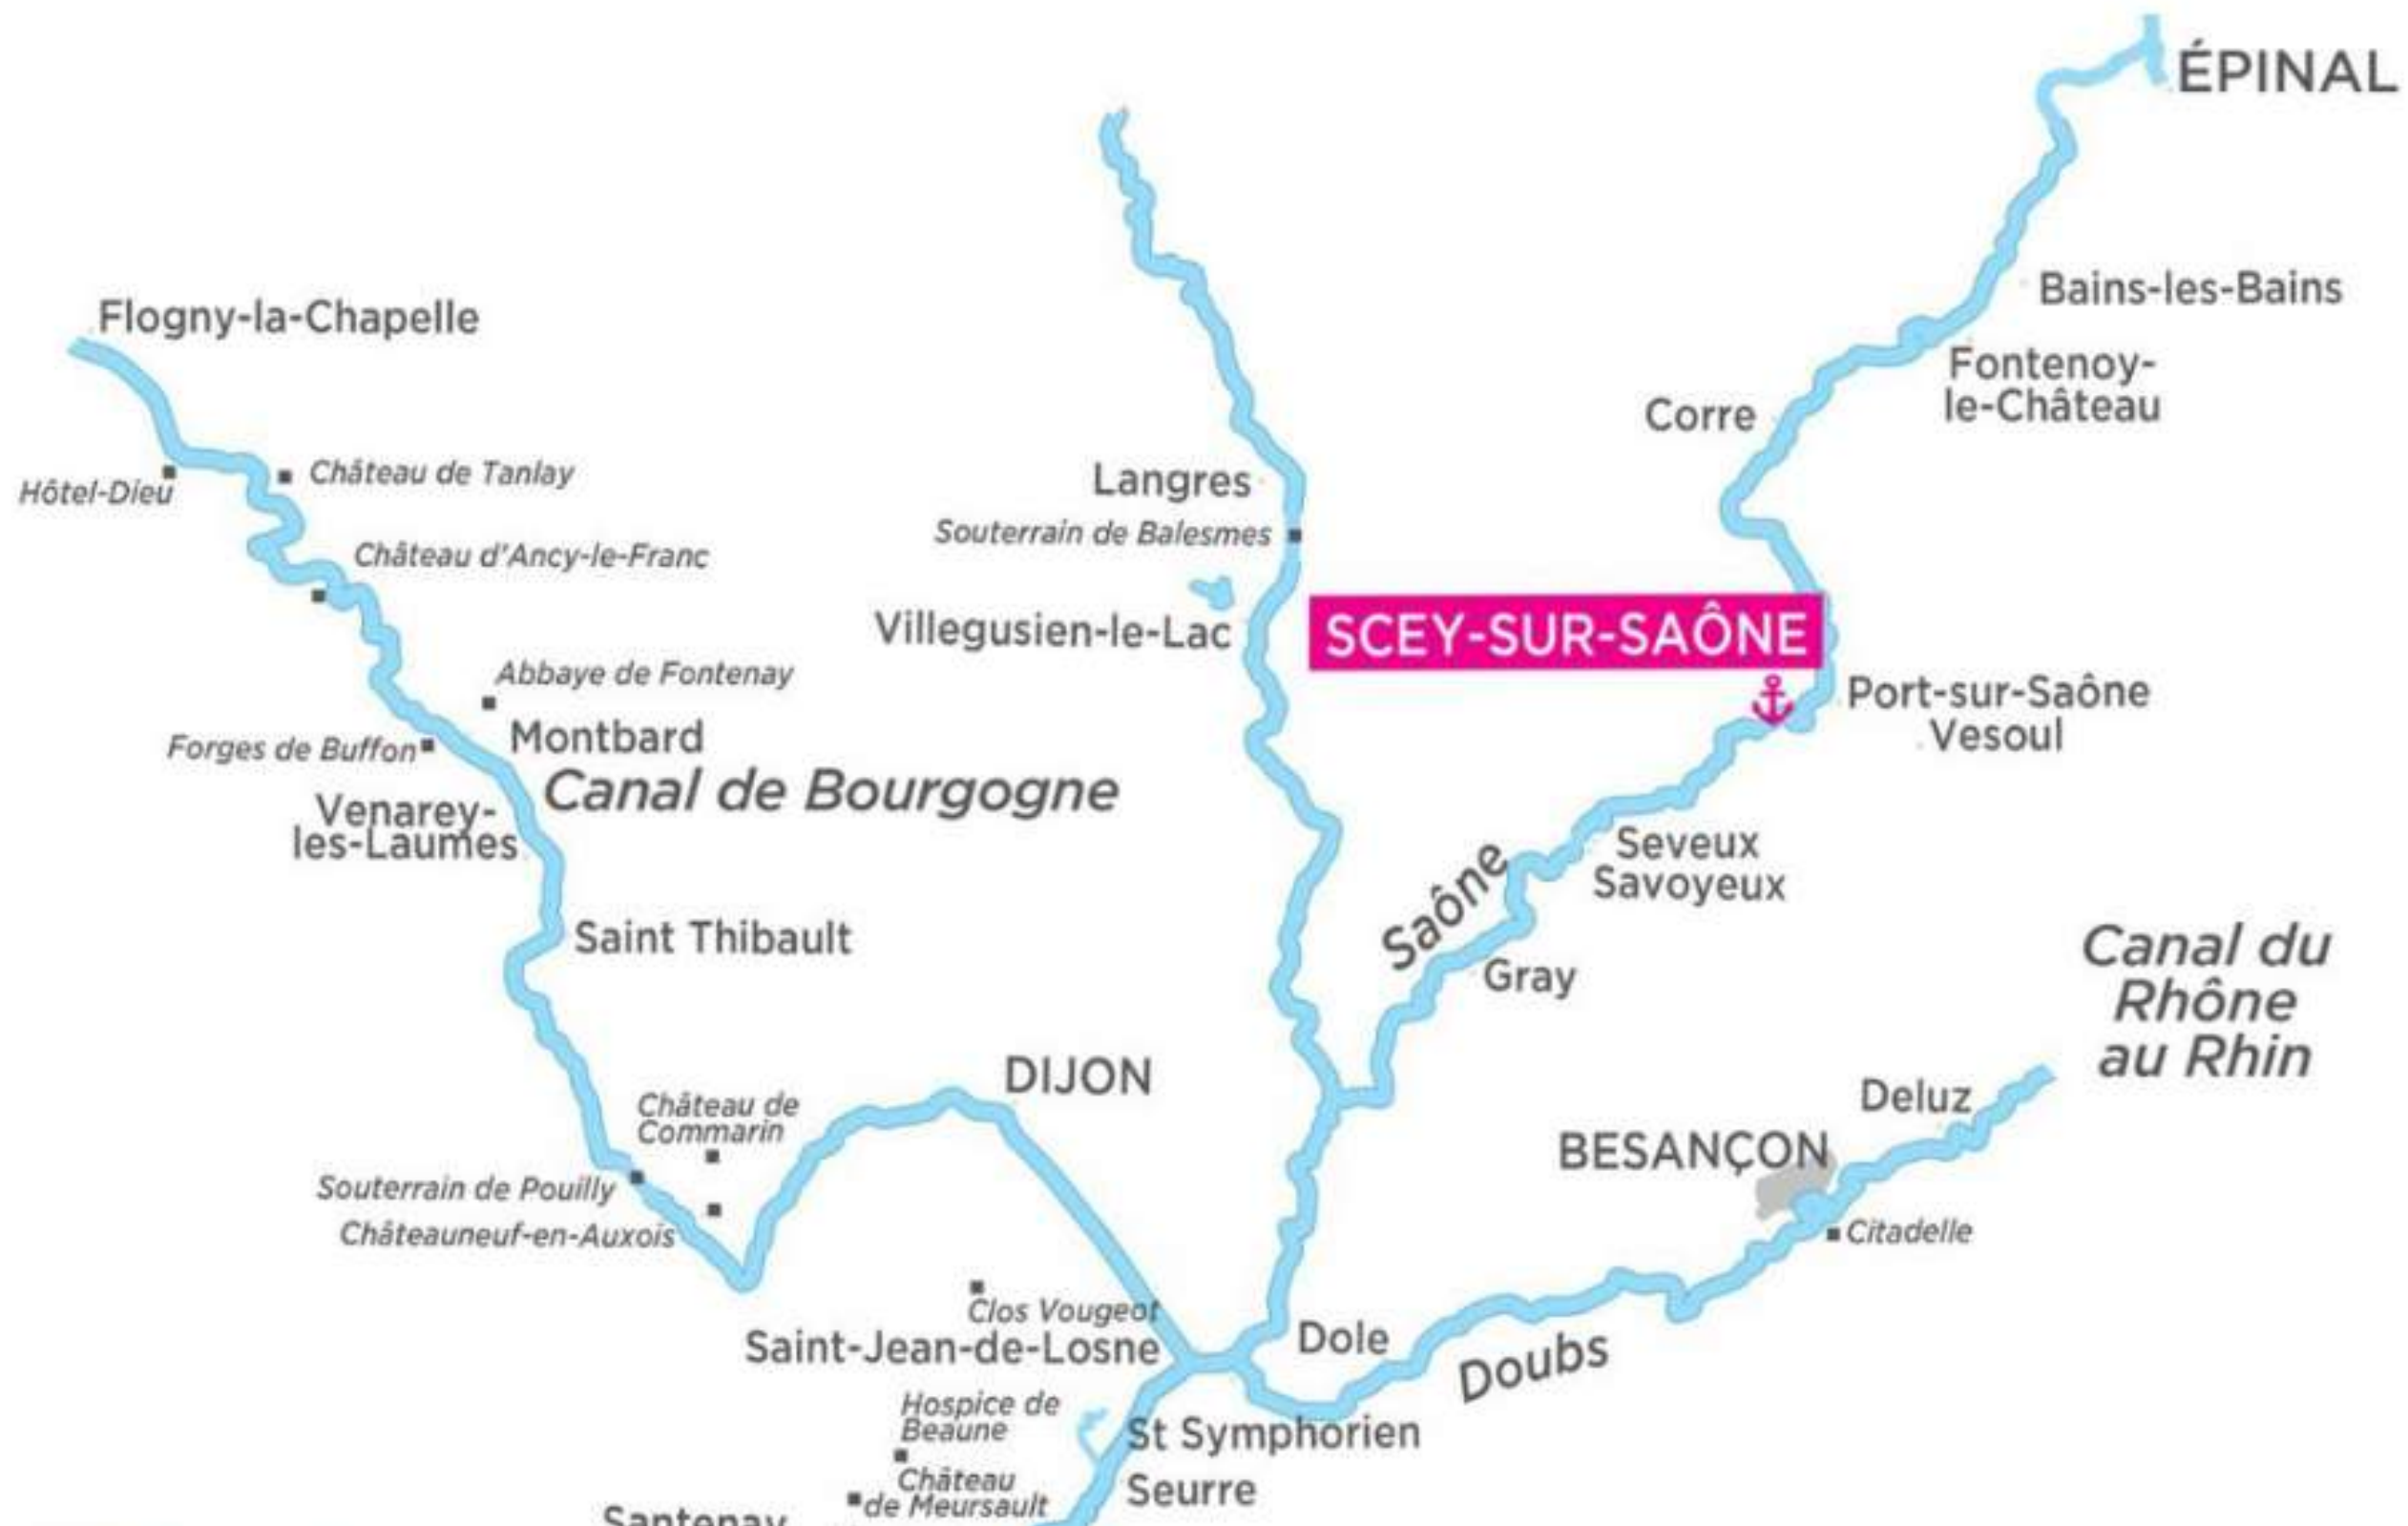 ÉPINAL
Bains-les-Bains
Flogny-la-Chapelle
Fontenoy-
le-Château
Corre
Château de Tanlay
Hôtel-Dieu
Langres
Souterrain de Balesmes
Château d'Ancy-le-Franc
Villegusien-le-Lac
SCEY-SUR-SAÔNE
Abbaye de Fontenay
Port-sur-Saône
Vesoul
Forges de Buffon
Montbard
Canal de Bourgogne
Venarey-
les-Laumes
Seveux
Savoyeux
Saône
Saint Thibault
Gray
Canal du
Rhône
au Rhin
DIJON
Deluz
Château de
Commarin
BESANÇON
Souterrain de Pouilly
Châteauneuf-en-Auxois
Citadelle
Clos Vougeot
Saint-Jean-de-Losne
Dole
Doubs
Hospice de
Beaune
St Symphorien
Château
de Meursault
Seurre
Santenay